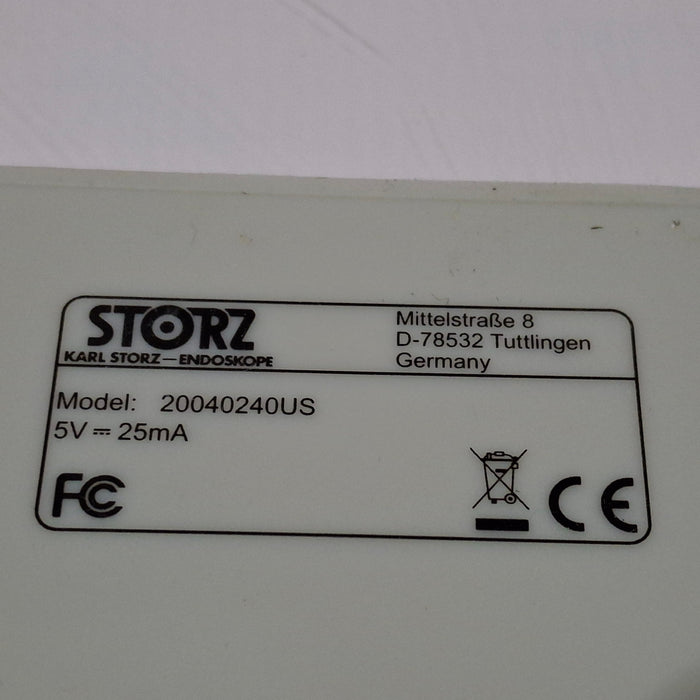 STORZ
KARL STORZ—ENDOSKOPE
Mittelstraße 8
D-78532 Tuttlingen
Germany
Model: 20040240US
5V ⎓ 25mA
FC CE